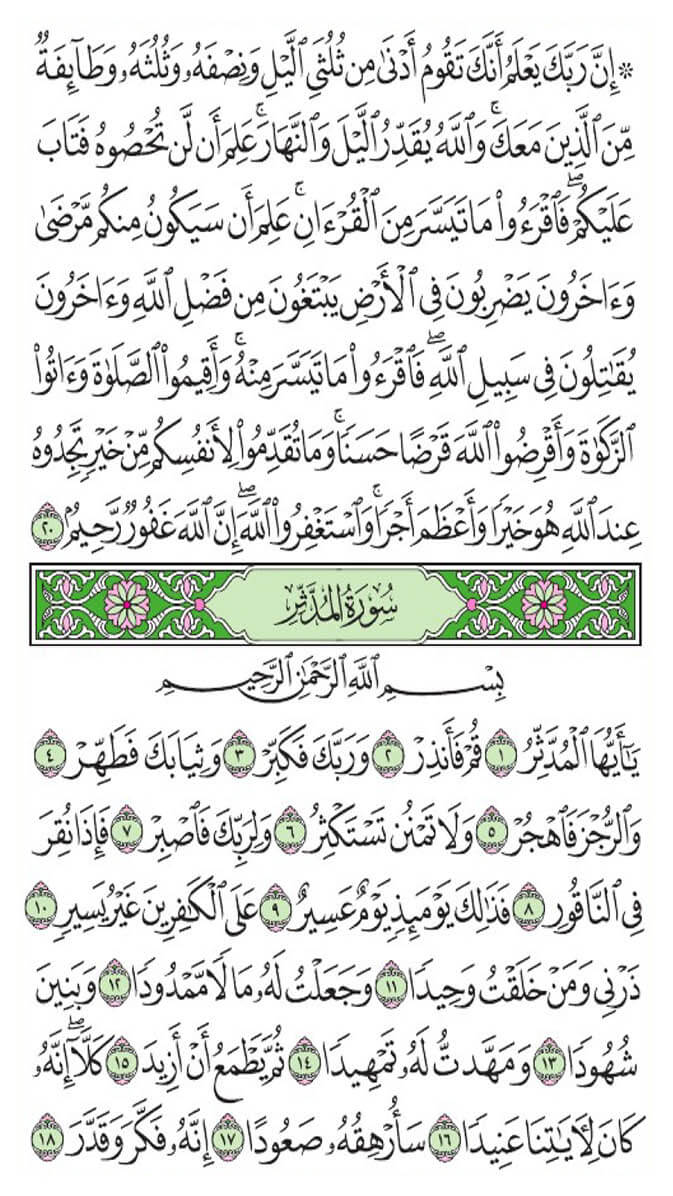 ۞ إِنَّ رَبَّكَ يَعْلَمُ أَنَّكَ تَقُومُ أَدْنَىٰ مِن ثُلُثَىِ ٱلَّيْلِ وَنِصْفَهُۥ وَثُلُثَهُۥ وَطَآئِفَةٌ
مِّنَ ٱلَّذِينَ مَعَكَۚ وَٱللَّهُ يُقَدِّرُ ٱلَّيْلَ وَٱلنَّهَارَۚ عَلِمَ أَن لَّن تُحْصُوهُ فَتَابَ
عَلَيْكُمْۖ فَٱقْرَءُوا۟ مَا تَيَسَّرَ مِنَ ٱلْقُرْءَانِۚ عَلِمَ أَن سَيَكُونُ مِنكُم مَّرْضَىٰ
وَءَاخَرُونَ يَضْرِبُونَ فِى ٱلْأَرْضِ يَبْتَغُونَ مِن فَضْلِ ٱللَّهِ وَءَاخَرُونَ
يُقَٰتِلُونَ فِى سَبِيلِ ٱللَّهِۖ فَٱقْرَءُوا۟ مَا تَيَسَّرَ مِنْهُۚ وَأَقِيمُوا۟ ٱلصَّلَوٰةَ وَءَاتُوا۟
ٱلزَّكَوٰةَ وَأَقْرِضُوا۟ ٱللَّهَ قَرْضًا حَسَنًاۚ وَمَا تُقَدِّمُوا۟ لِأَنفُسِكُم مِّنْ خَيْرٍ تَجِدُوهُ
عِندَ ٱللَّهِ هُوَ خَيْرًا وَأَعْظَمَ أَجْرًاۚ وَٱسْتَغْفِرُوا۟ ٱللَّهَۖ إِنَّ ٱللَّهَ غَفُورٌ رَّحِيمٌۢ ٢٠
سُورَةُ المُدَّثِّر
بِسْمِ ٱللَّهِ ٱلرَّحْمَٰنِ ٱلرَّحِيمِ
يَٰٓأَيُّهَا ٱلْمُدَّثِّرُ ١ قُمْ فَأَنذِرْ ٢ وَرَبَّكَ فَكَبِّرْ ٣ وَثِيَابَكَ فَطَهِّرْ ٤
وَٱلرُّجْزَ فَٱهْجُرْ ٥ وَلَا تَمْنُن تَسْتَكْثِرُ ٦ وَلِرَبِّكَ فَٱصْبِرْ ٧ فَإِذَا نُقِرَ
فِى ٱلنَّاقُورِ ٨ فَذَٰلِكَ يَوْمَئِذٍ يَوْمٌ عَسِيرٌ ٩ عَلَى ٱلْكَٰفِرِينَ غَيْرُ يَسِيرٍ ١٠
ذَرْنِى وَمَنْ خَلَقْتُ وَحِيدًا ١١ وَجَعَلْتُ لَهُۥ مَالًا مَّمْدُودًا ١٢ وَبَنِينَ
شُهُودًا ١٣ وَمَهَّدتُّ لَهُۥ تَمْهِيدًا ١٤ ثُمَّ يَطْمَعُ أَنْ أَزِيدَ ١٥ كَلَّآۖ إِنَّهُۥ
كَانَ لِءَايَٰتِنَا عَنِيدًا ١٦ سَأُرْهِقُهُۥ صَعُودًا ١٧ إِنَّهُۥ فَكَّرَ وَقَدَّرَ ١٨